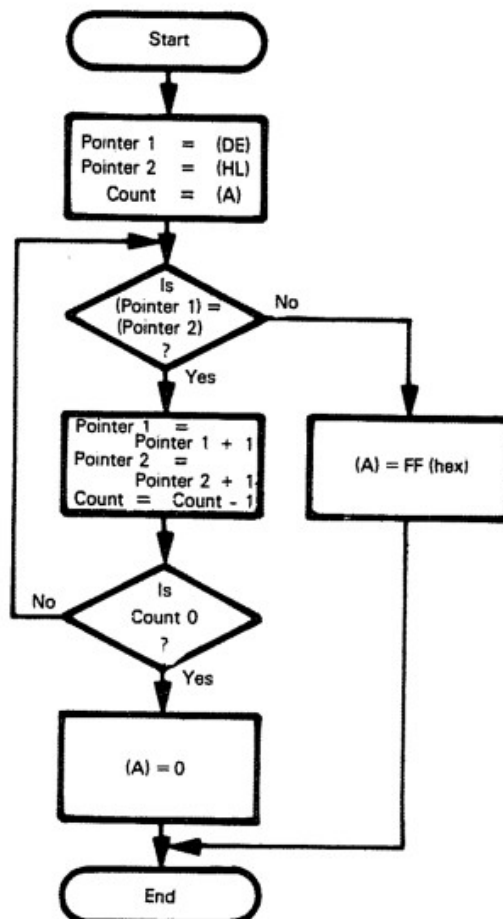 Start
Pointer 1 = (DE)
Pointer 2 = (HL)
Count = (A)
Is
(Pointer 1) =
(Pointer 2)
?
No
Yes
Pointer 1 =
Pointer 1 + 1
Pointer 2 =
Pointer 2 + 1
Count = Count - 1
(A) = FF (hex)
Is
Count 0
?
No
Yes
(A) = 0
End